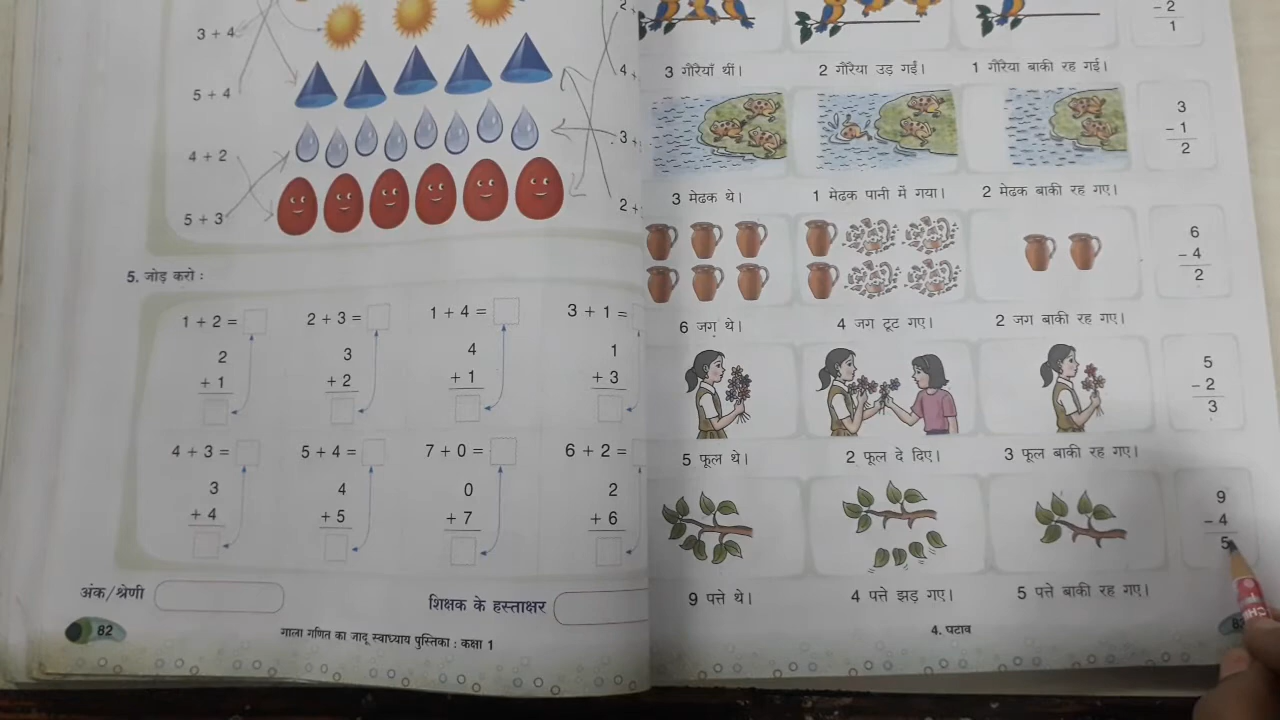 3 + 4
5 + 4
4 + 2
5 + 3
5. जोड़ करो :
1 + 2 =
2 + 3 =
1 + 4 =
3 + 1 =
2
+ 1
3
+ 2
4
+ 1
1
+ 3
4 + 3 =
5 + 4 =
7 + 0 =
6 + 2 =
3
+ 4
4
+ 5
0
+ 7
2
+ 6
अंक/श्रेणी
शिक्षक के हस्ताक्षर
82
गाला गणित का जादू स्वाध्याय पुस्तिका : कक्षा 1
- 2
1
3 गौरैयाँ थीं।
2 गौरैया उड़ गईं।
1 गौरैया बाकी रह गई।
3
- 1
2
3 मेढक थे।
1 मेढक पानी में गया।
2 मेढक बाकी रह गए।
6
- 4
2
6 जग थे।
4 जग टूट गए।
2 जग बाकी रह गए।
5
- 2
3
5 फूल थे।
2 फूल दे दिए।
3 फूल बाकी रह गए।
9
- 4
5
9 पत्ते थे।
4 पत्ते झड़ गए।
5 पत्ते बाकी रह गए।
4. घटाव